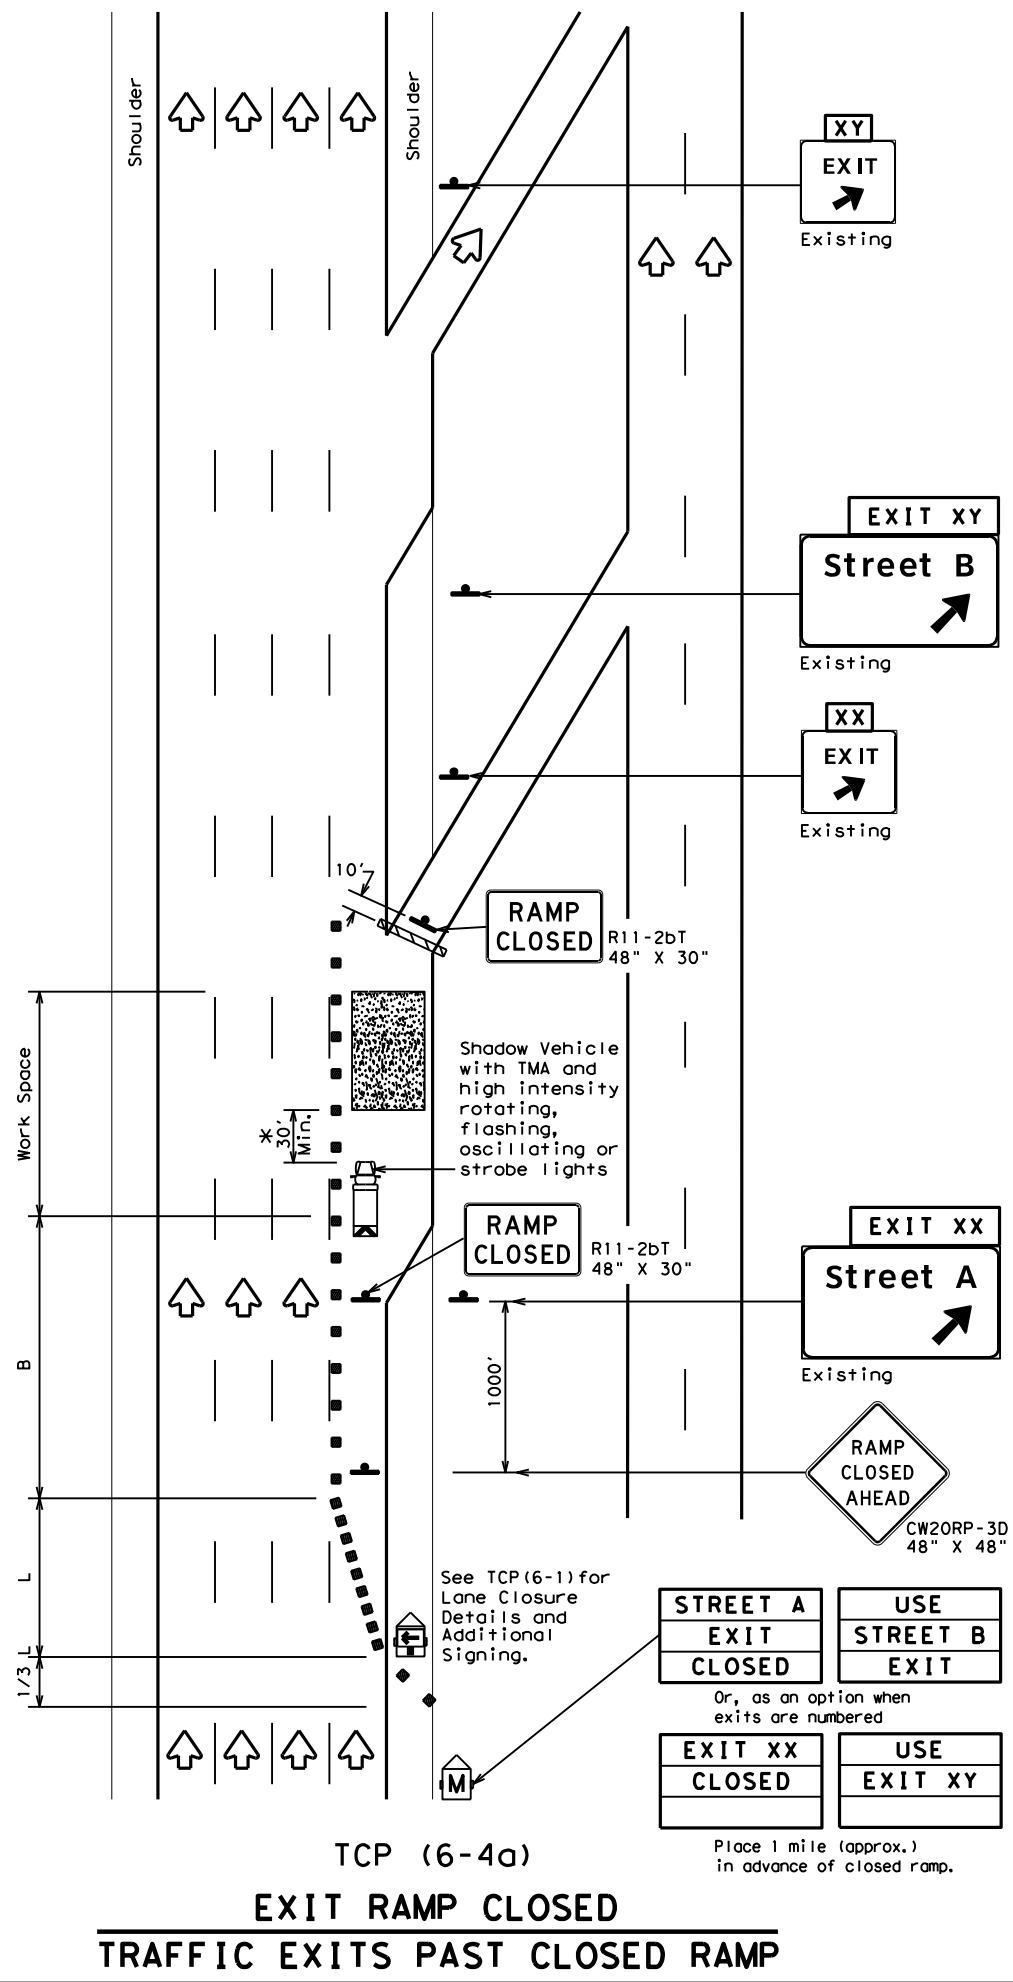 Shoulder
Shoulder
XY
EXIT
Existing
EXIT XY
Street B
Existing
XX
EXIT
Existing
10'
RAMP
CLOSED
R11-2bT
48" X 30"
Work Space
*
30'
Min.
Shadow Vehicle
with TMA and
high intensity
rotating,
flashing,
oscillating or
strobe lights
RAMP
CLOSED
R11-2bT
48" X 30"
EXIT XX
Street A
Existing
B
1000'
RAMP
CLOSED
AHEAD
CW20RP-3D
48" X 48"
L
1/3 L
See TCP(6-1)for
Lane Closure
Details and
Additional
Signing.
STREET A
EXIT
CLOSED
USE
STREET B
EXIT
Or, as an option when
exits are numbered
EXIT XX
CLOSED
USE
EXIT XY
M
Place 1 mile (approx.)
in advance of closed ramp.
TCP (6-4a)
EXIT RAMP CLOSED
TRAFFIC EXITS PAST CLOSED RAMP